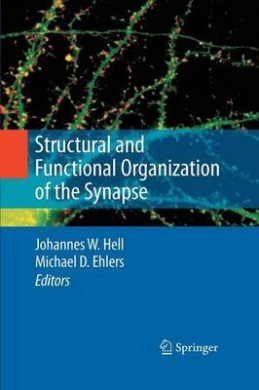 Structural and
Functional Organization
of the Synapse
Johannes W. Hell
Michael D. Ehlers
Editors
Springer